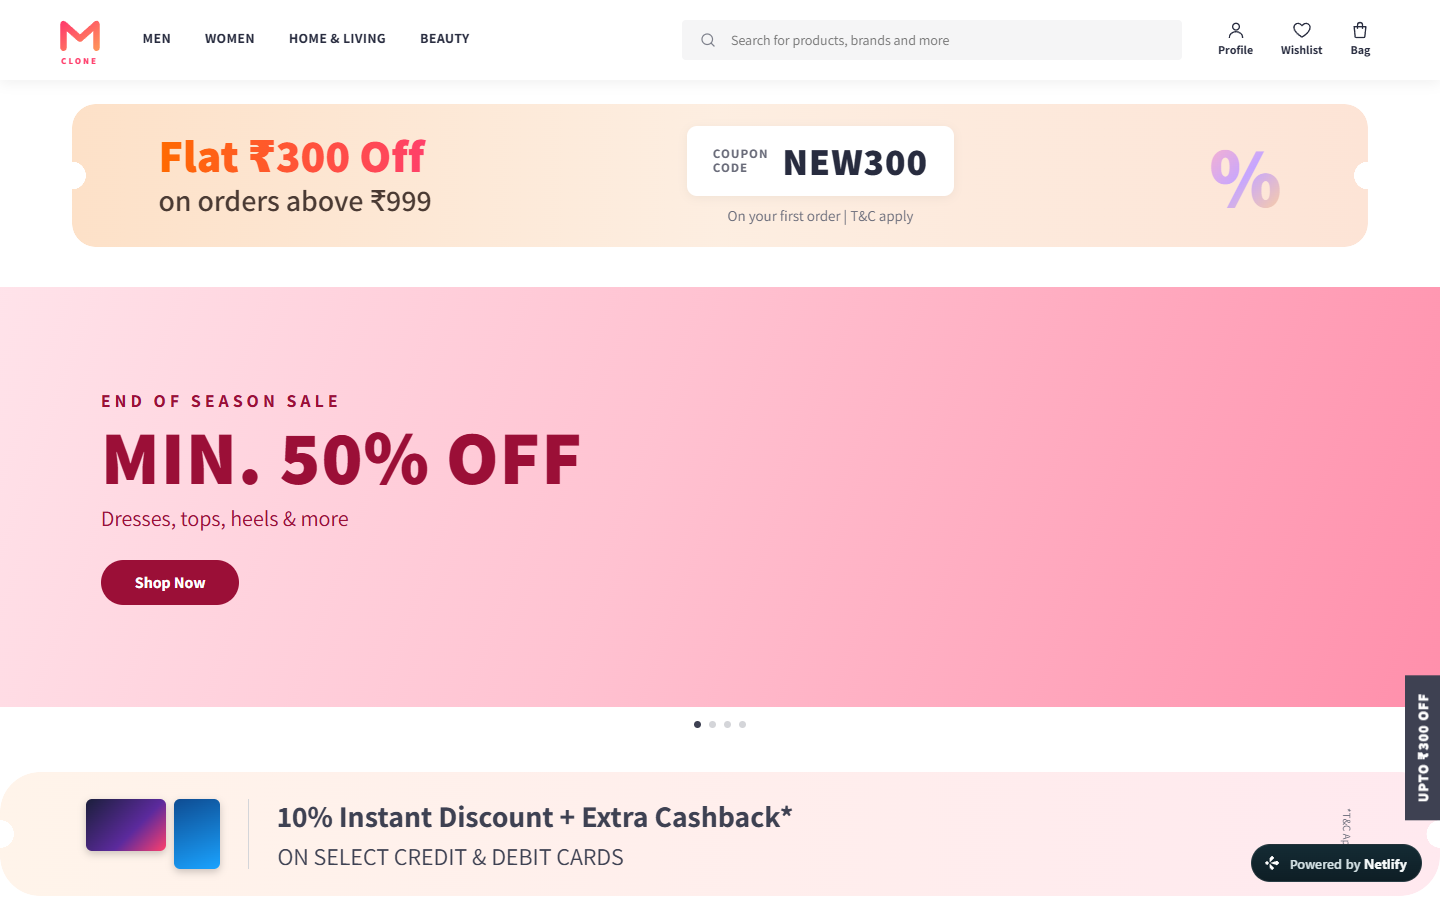 CLONE
MEN
WOMEN
HOME & LIVING
BEAUTY
Search for products, brands and more
Profile
Wishlist
Bag
Flat ₹300 Off
on orders above ₹999
COUPON
CODE
NEW300
On your first order | T&C apply
%
END OF SEASON SALE
MIN. 50% OFF
Dresses, tops, heels & more
Shop Now
UPTO ₹300 OFF
10% Instant Discount + Extra Cashback*
ON SELECT CREDIT & DEBIT CARDS
*T&C
Powered by Netlify